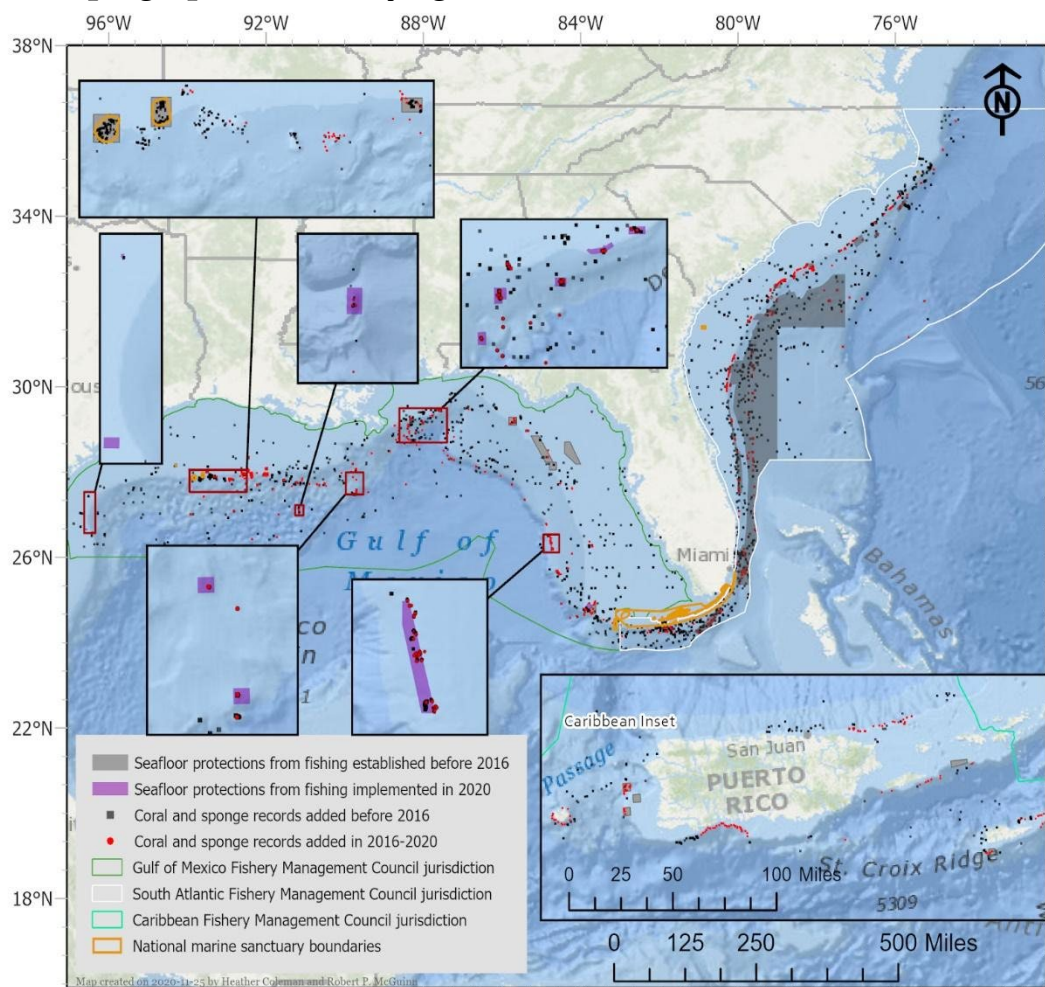 96°W 92°W 88°W 84°W 80°W 76°W
38°N
N
34°N
30°N
ous
56
26°N
Gulf of
Miami
Bahamas
co
in
1
22°N
Caribbean Inset
Passage
San Juan
PUERTO
RICO
0 25 50 100 Miles
St. Croix Ridge
5309
18°N
0 125 250 500 Miles
Seafloor protections from fishing established before 2016
Seafloor protections from fishing implemented in 2020
Coral and sponge records added before 2016
Coral and sponge records added in 2016-2020
Gulf of Mexico Fishery Management Council jurisdiction
South Atlantic Fishery Management Council jurisdiction
Caribbean Fishery Management Council jurisdiction
National marine sanctuary boundaries
Map created on 2020-11-25 by Heather Coleman and Robert P. McGuinn